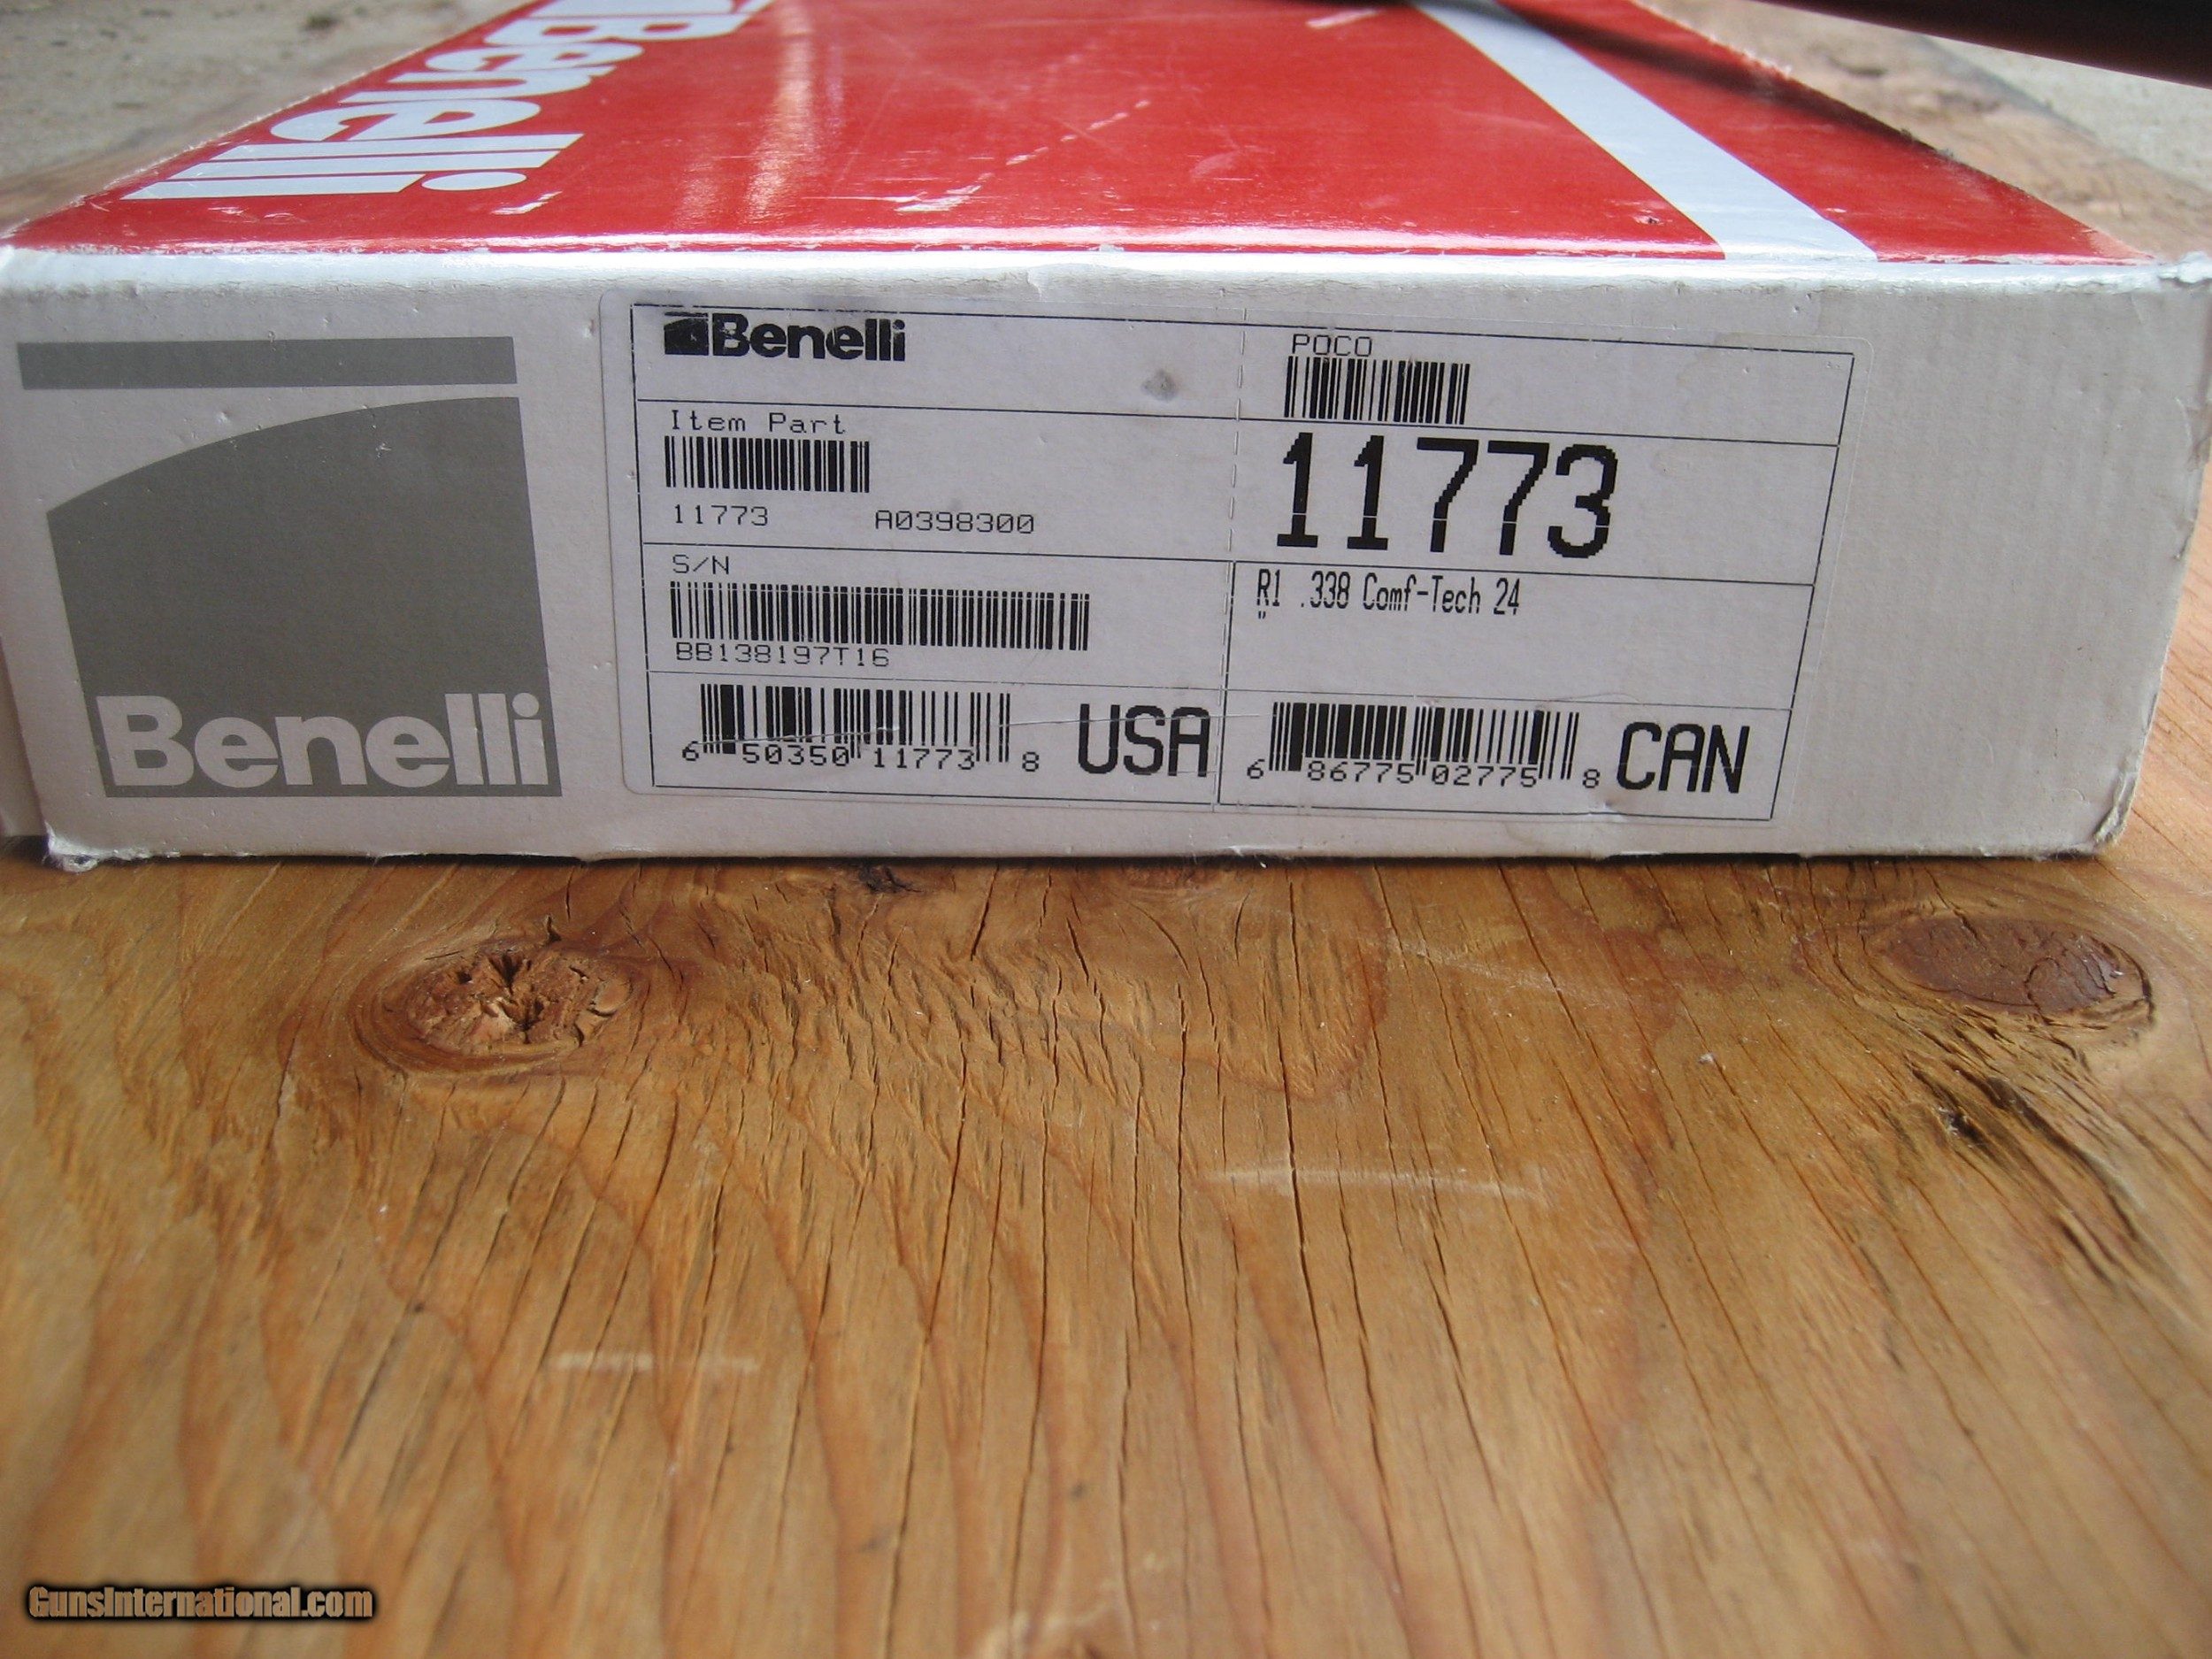 Benelli
Benelli
Benelli
POCO
Item Part
11773 A0398300
11773
S/N
BB138197T16
R1 .338 Comf-Tech 24
"
6 50350 11773 8 USA
6 86775 02775 8 CAN
GunsInternational.com